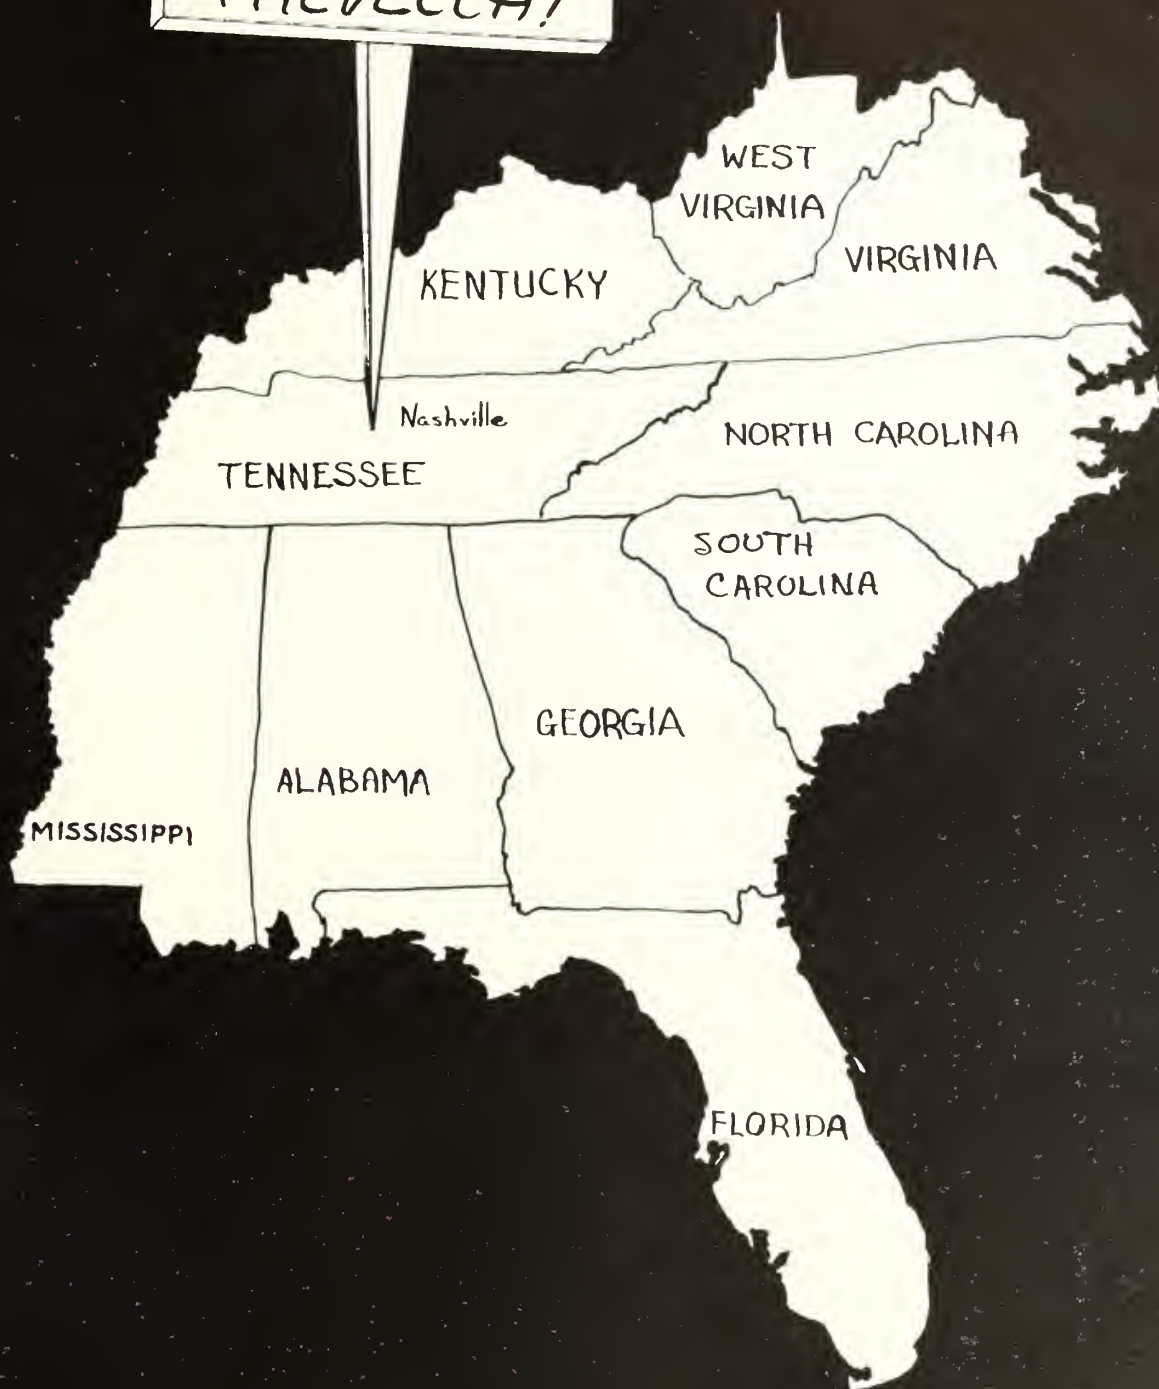 WEST
VIRGINIA
VIRGINIA
KENTUCKY
Nashville
NORTH CAROLINA
TENNESSEE
SOUTH
CAROLINA
GEORGIA
ALABAMA
MISSISSIPPI
FLORIDA